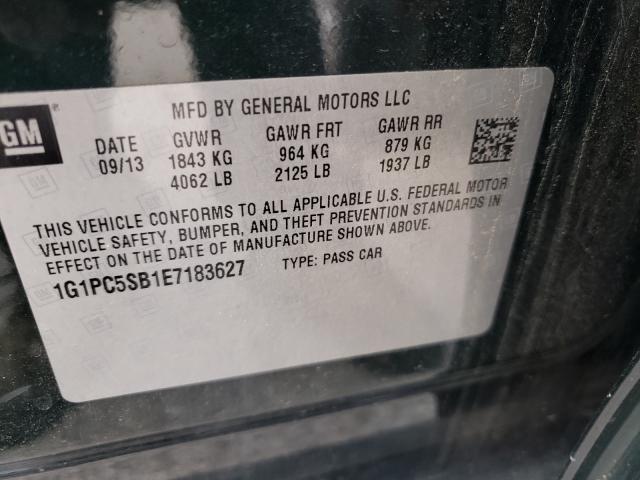 GM
®
MFD BY GENERAL MOTORS LLC
DATE GVWR GAWR FRT GAWR RR
09/13 1843 KG 964 KG 879 KG
4062 LB 2125 LB 1937 LB
THIS VEHICLE CONFORMS TO ALL APPLICABLE U.S. FEDERAL MOTOR
VEHICLE SAFETY, BUMPER, AND THEFT PREVENTION STANDARDS IN
EFFECT ON THE DATE OF MANUFACTURE SHOWN ABOVE.
1G1PC5SB1E7183627 TYPE: PASS CAR